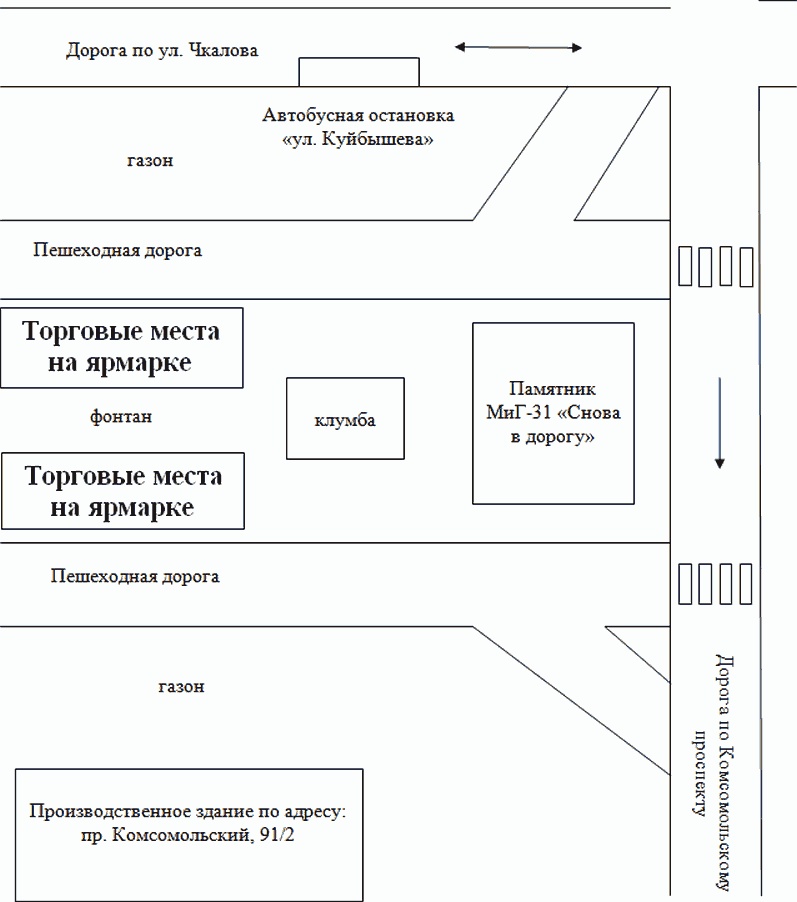 Дорога по ул. Чкалова
Автобусная остановка
«ул. Куйбышева»
газон
Пешеходная дорога
Торговые места
на ярмарке
фонтан
клумба
Памятник
МиГ-31 «Снова
в дорогу»
Торговые места
на ярмарке
Пешеходная дорога
газон
Дорога по Комсомольскому
проспекту
Производственное здание по адресу:
пр. Комсомольский, 91/2